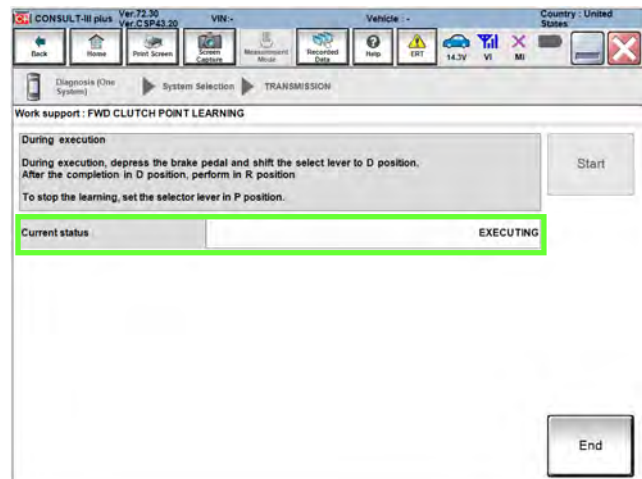 CONSULT-III plus Ver.72.30 VIN:- Vehicle : - Country : United
Ver.CSP43.20 States
Back Home Print Screen Screen Capture Measurement Mode Recorded Data Help ERT 14.3V VI MI
Diagnosis (One System) System Selection TRANSMISSION
Work support : FWD CLUTCH POINT LEARNING
During execution
During execution, depress the brake pedal and shift the select lever to D position.
After the completion in D position, perform in R position
To stop the learning, set the selector lever in P position.
Start
Current status EXECUTING
End